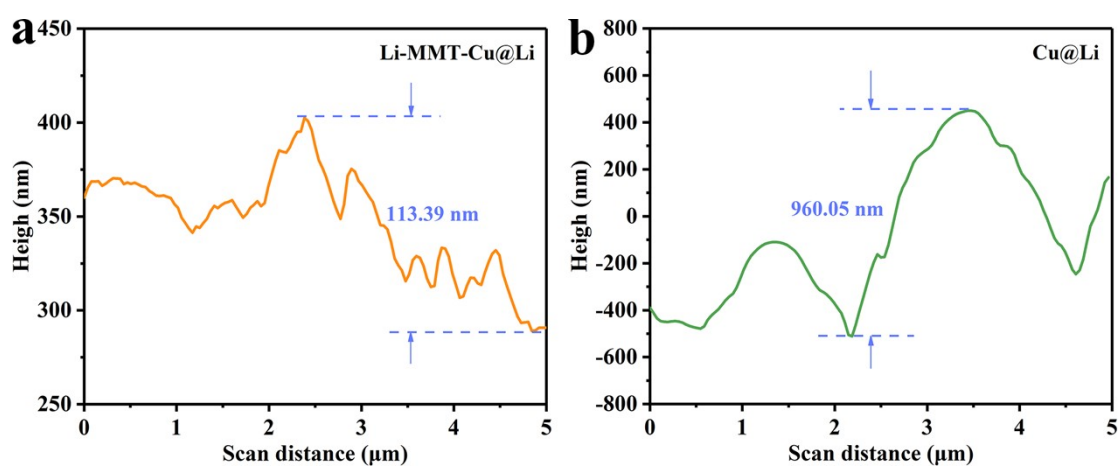 a
Li-MMT-Cu@Li
113.39 nm
Heigh (nm)
450
400
350
300
250
0 1 2 3 4 5
Scan distance (μm)
b
Cu@Li
960.05 nm
Heigh (nm)
800
600
400
200
0
-200
-400
-600
-800
0 1 2 3 4 5
Scan distance (μm)